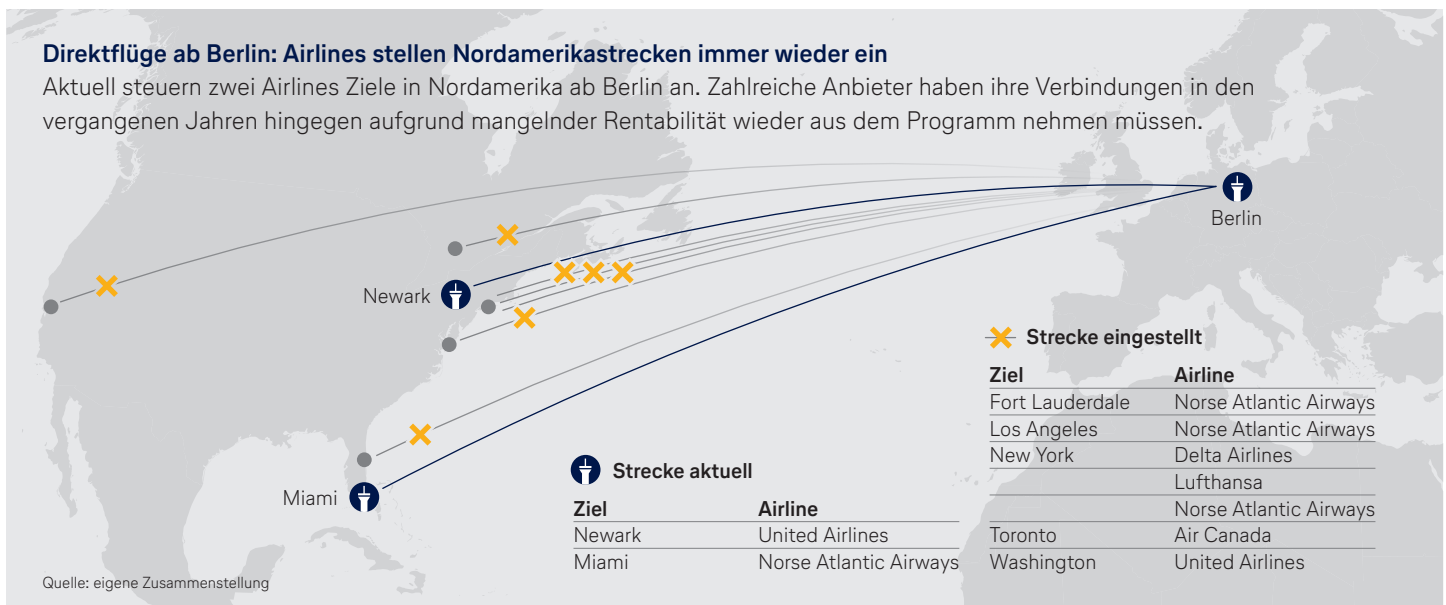 Direktflüge ab Berlin: Airlines stellen Nordamerikastrecken immer wieder ein
Aktuell steuern zwei Airlines Ziele in Nordamerika ab Berlin an. Zahlreiche Anbieter haben ihre Verbindungen in den
vergangenen Jahren hingegen aufgrund mangelnder Rentabilität wieder aus dem Programm nehmen müssen.
Berlin
Newark
Miami
Strecke aktuell
Ziel Airline
Newark United Airlines
Miami Norse Atlantic Airways
Strecke eingestellt
Ziel Airline
Fort Lauderdale Norse Atlantic Airways
Los Angeles Norse Atlantic Airways
New York Delta Airlines
Lufthansa
Norse Atlantic Airways
Toronto Air Canada
Washington United Airlines
Quelle: eigene Zusammenstellung